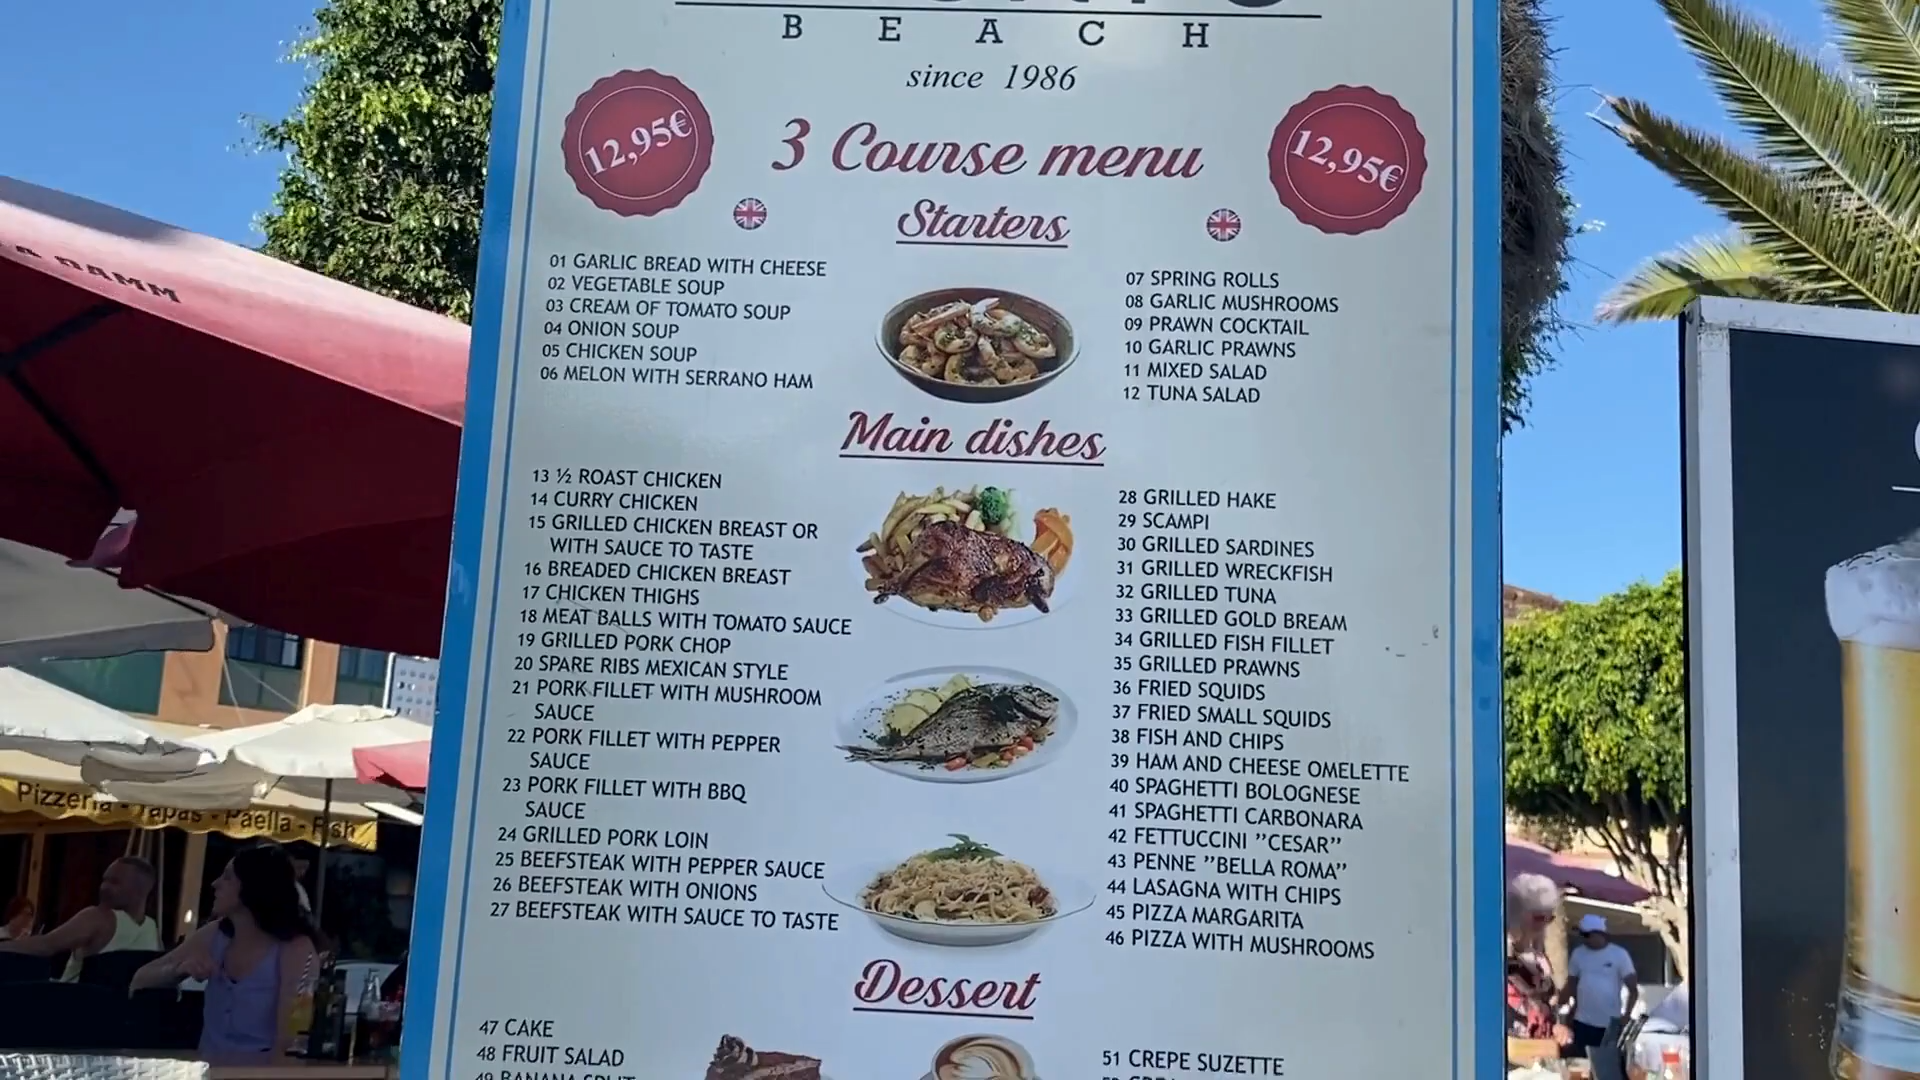 BEACH
since 1986
12,95€
3 Course menu
12,95€
Starters
01 GARLIC BREAD WITH CHEESE
02 VEGETABLE SOUP
03 CREAM OF TOMATO SOUP
04 ONION SOUP
05 CHICKEN SOUP
06 MELON WITH SERRANO HAM
07 SPRING ROLLS
08 GARLIC MUSHROOMS
09 PRAWN COCKTAIL
10 GARLIC PRAWNS
11 MIXED SALAD
12 TUNA SALAD
Main dishes
13 ½ ROAST CHICKEN
14 CURRY CHICKEN
15 GRILLED CHICKEN BREAST OR
WITH SAUCE TO TASTE
16 BREADED CHICKEN BREAST
17 CHICKEN THIGHS
18 MEAT BALLS WITH TOMATO SAUCE
19 GRILLED PORK CHOP
20 SPARE RIBS MEXICAN STYLE
21 PORK FILLET WITH MUSHROOM
SAUCE
22 PORK FILLET WITH PEPPER
SAUCE
23 PORK FILLET WITH BBQ
SAUCE
24 GRILLED PORK LOIN
25 BEEFSTEAK WITH PEPPER SAUCE
26 BEEFSTEAK WITH ONIONS
27 BEEFSTEAK WITH SAUCE TO TASTE
28 GRILLED HAKE
29 SCAMPI
30 GRILLED SARDINES
31 GRILLED WRECKFISH
32 GRILLED TUNA
33 GRILLED GOLD BREAM
34 GRILLED FISH FILLET
35 GRILLED PRAWNS
36 FRIED SQUIDS
37 FRIED SMALL SQUIDS
38 FISH AND CHIPS
39 HAM AND CHEESE OMELETTE
40 SPAGHETTI BOLOGNESE
41 SPAGHETTI CARBONARA
42 FETTUCCINI ”CESAR”
43 PENNE ”BELLA ROMA”
44 LASAGNA WITH CHIPS
45 PIZZA MARGARITA
46 PIZZA WITH MUSHROOMS
Dessert
47 CAKE
48 FRUIT SALAD
49 BANANA SPLIT
51 CREPE SUZETTE
DAMM
Pizzeria - Tapas - Paella - Fish